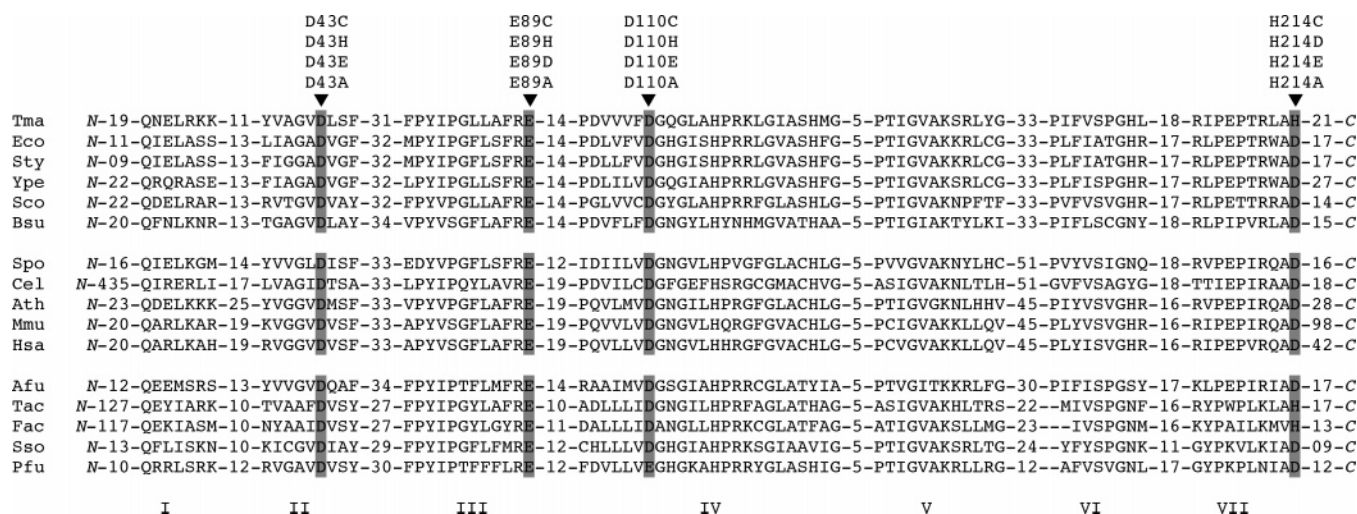 D43C E89C D110C H214C
D43H E89H D110H H214D
D43E E89D D110E H214E
D43A E89A D110A H214A
Tma N-19-QNELRKK-11-YVAGVDLSF-31-FPYIPGLLAFRE-14-PDVVVFDGQGLAHPRKLGIASHMG-5-PTIGVAKSRLYG-33-PIFVSPGHL-18-RIPEPTRLAH-21-C
Eco N-11-QIELASS-13-LIAGADVGF-32-MPYIPGFLSFRE-14-PDLVFVDGHGISHPRRLGVASHFG-5-PTIGVAKKRLCG-33-PLFIATGHR-17-RLPEPTRWAD-17-C
Sty N-09-IELASS-13-FIGGADVGF-32-MPYIPGFLSFRE-14-PDLLFVDGHGISHPRRLGVASHFG-5-PTIGVAKKRLCG-33-PLFIATGHR-17-RLPEPTRWAD-17-C
Ype N-22-QRQRASE-13-FIAGADVGF-32-LPYIPGLLSFRE-14-PDLILVDGQGIAHPRRLGVASHFG-5-PTIGVAKSRLCG-33-PLFISPGHR-17-RLPEPTRWAD-27-C
Sco N-22-QDELRAR-13-RVTGVDVAY-32-FPYVPGLLAFRE-14-PGLVVCDGYGLAHPRRFGLASHLG-5-PTIGVAKNPFTF-33-PVFVSVGHR-17-RLPETTRRAD-14-C
Bsu N-20-QFNLKNR-13-TGAGVDLAY-34-VPYVSGFLAFRE-14-PDVFLFDGNGYLHYNHMGVATHAA-5-PTIGIAKTYLKI-33-PIFLSCGNY-18-RLPIPVRLAD-15-C
Spo N-16-QIELKGM-14-YVVGLDISF-33-EDYVPGFLSFRE-12-IDIILVDGNGVLHPVGFGLACHLG-5-PVVGVAKNYLHC-51-PVYVSIGNQ-18-RVPEPIRQAD-16-C
Cel N-435-QIRERLI-17-LVAGIDTSA-33-LPYIPQYLAVRE-19-PDVILCDGFGEFHSRGCGMACHVG-5-ASIGVAKNLTLH-51-GVFVSAGYG-18-TTIEPIRAAD-18-C
Ath N-23-QDELKKK-25-YVGGVDMSF-33-VPYIPGFLAFRE-19-PQVLMVDGNGILHPRGFGLACHLG-5-PTIGVGKNLHHV-45-PIYVSVGHR-16-RVPEPIRQAD-28-C
Mmu N-20-QARLKAR-19-KVGGVDVSF-33-APYVSGFLAFRE-19-PQVVLVDGNGVLHQRGFGVACHLG-5-PCIGVAKKLLQV-45-PLYVSVGHR-16-RIPEPIRQAD-98-C
Hsa N-20-QARLKAH-19-RVGGVDVSF-33-APYVSGFLAFRE-19-PQVLLVDGNGVLHHRGFGVACHLG-5-PCVGVAKKLLQV-45-PLYISVGHR-16-RIPEPVRQAD-42-C
Afu N-12-QEEMSRS-13-YVVGVDQAF-34-FPYIPTFLMFRE-14-RAAIMVDGSGIAHPRRCGLATYIA-5-PTVGITKKRLFG-30-PIFISPGSY-17-KLPEPIRIAD-17-C
Tac N-127-QEYIARK-10-TVAAFDVSY-27-FPYIPGYLAFRE-10-ADLLLIDGNGILHPRFAGLATHAG-5-ASIGVAKHLTRS-22---MIVSPGNF-16-RYPWPLKLAH-17-C
Fac N-117-QEKIASM-10-NYAAIDVSY-27-FPYIPGYLGYRE-11-DALLLIDANGLLHPRKCGLATFAG-5-ATIGVAKSLLMG-23---IVSPGNM-16-KYPAILKMVH-13-C
Sso N-13-QFLISKN-10-KICGVDIAY-29-FPYIPGFLFMRE-12-CHLLLVDGHGIAHPRKSGIAAVIG-5-PTIGVAKSRLTG-24--YFYSPGNK-11-GYPKVLKIAD-09-C
Pfu N-10-QRRLSRK-12-RVGAVDVSY-30-FPYIPTFFFLRE-12-FDVLLVEGHGKAHPRRYGLASHIG-5-PTIGVAKRLLRG-12--AFVSVGNL-17-GYPKPLNIAD-12-C
I II III IV V VI VII